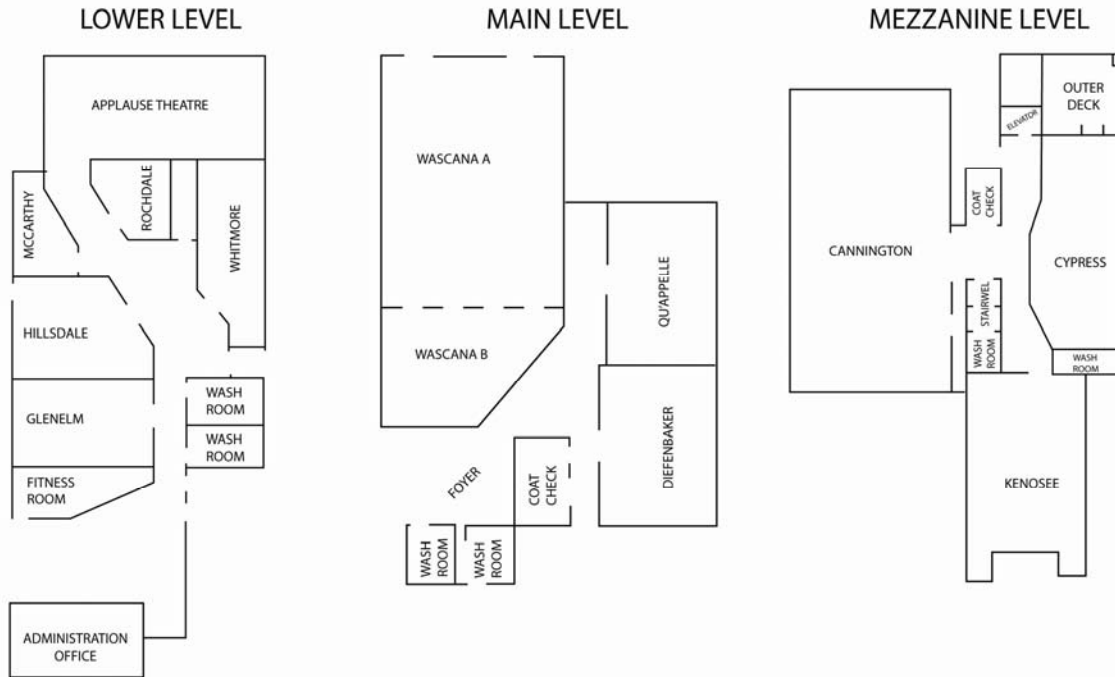 LOWER LEVEL
APPLAUSE THEATRE
MCCARTHY
ROCHDALE
WHITMORE
HILLSDALE
GLENELM
WASH
ROOM
WASH
ROOM
FITNESS
ROOM
ADMINISTRATION
OFFICE
MAIN LEVEL
WASCANA A
QU'APPELLE
WASCANA B
DIEFENBAKER
FOYER
COAT
CHECK
WASH
ROOM
WASH
ROOM
MEZZANINE LEVEL
OUTER
DECK
ELEVATOR
COAT
CHECK
CANNINGTON
CYPRESS
STAIRWEL
WASH
ROOM
WASH
ROOM
KENOSEE